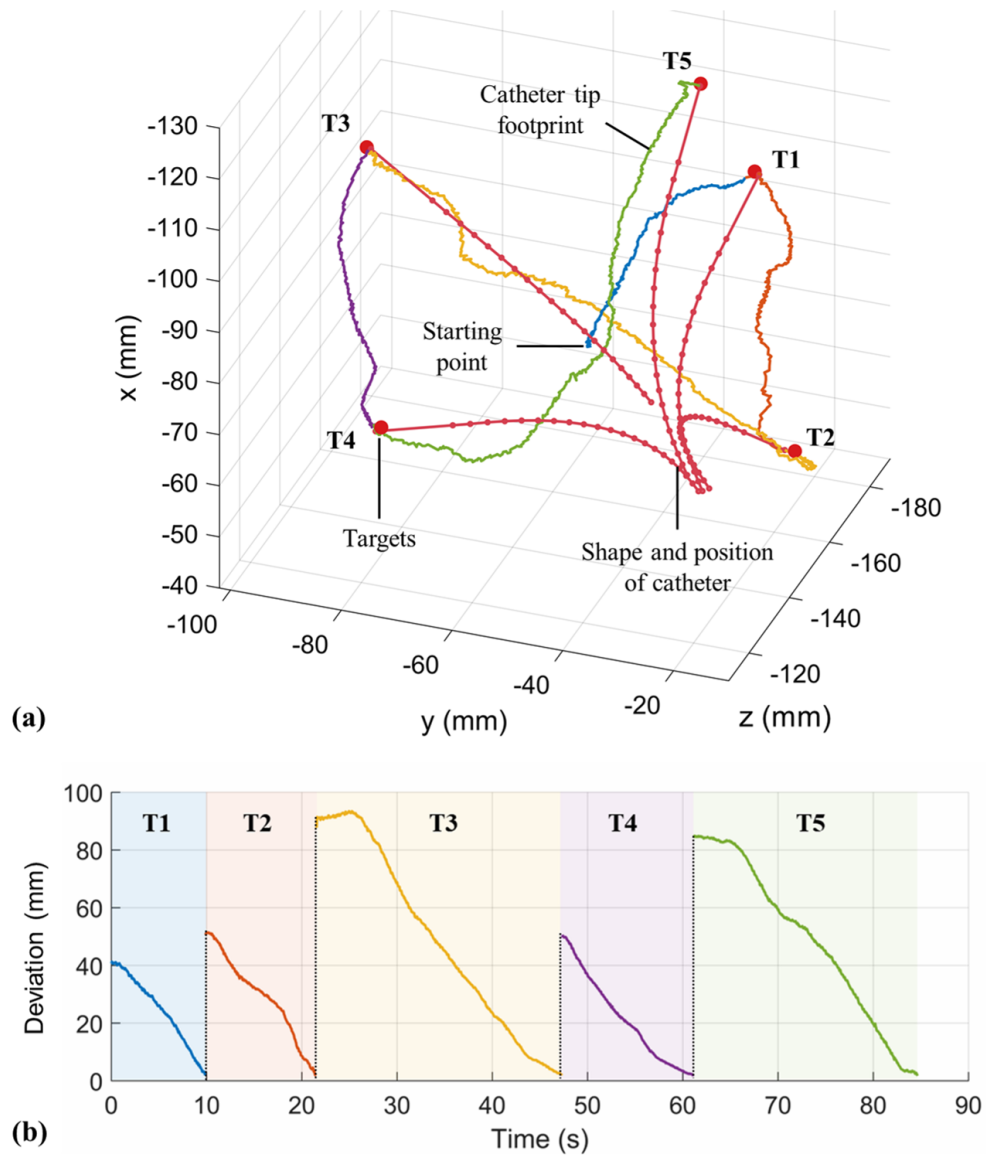 T5
Catheter tip
footprint
T3
T1
-130
-120
-110
-100
-90
-80
-70
-60
-50
-40
x (mm)
Starting
point
T4
T2
Targets
Shape and position
of catheter
-180
-160
-140
-120
-100
-80
-60
-40
-20
y (mm)
z (mm)
(a)
100
80
60
40
20
0
Deviation (mm)
T1
T2
T3
T4
T5
0
10
20
30
40
50
60
70
80
90
Time (s)
(b)